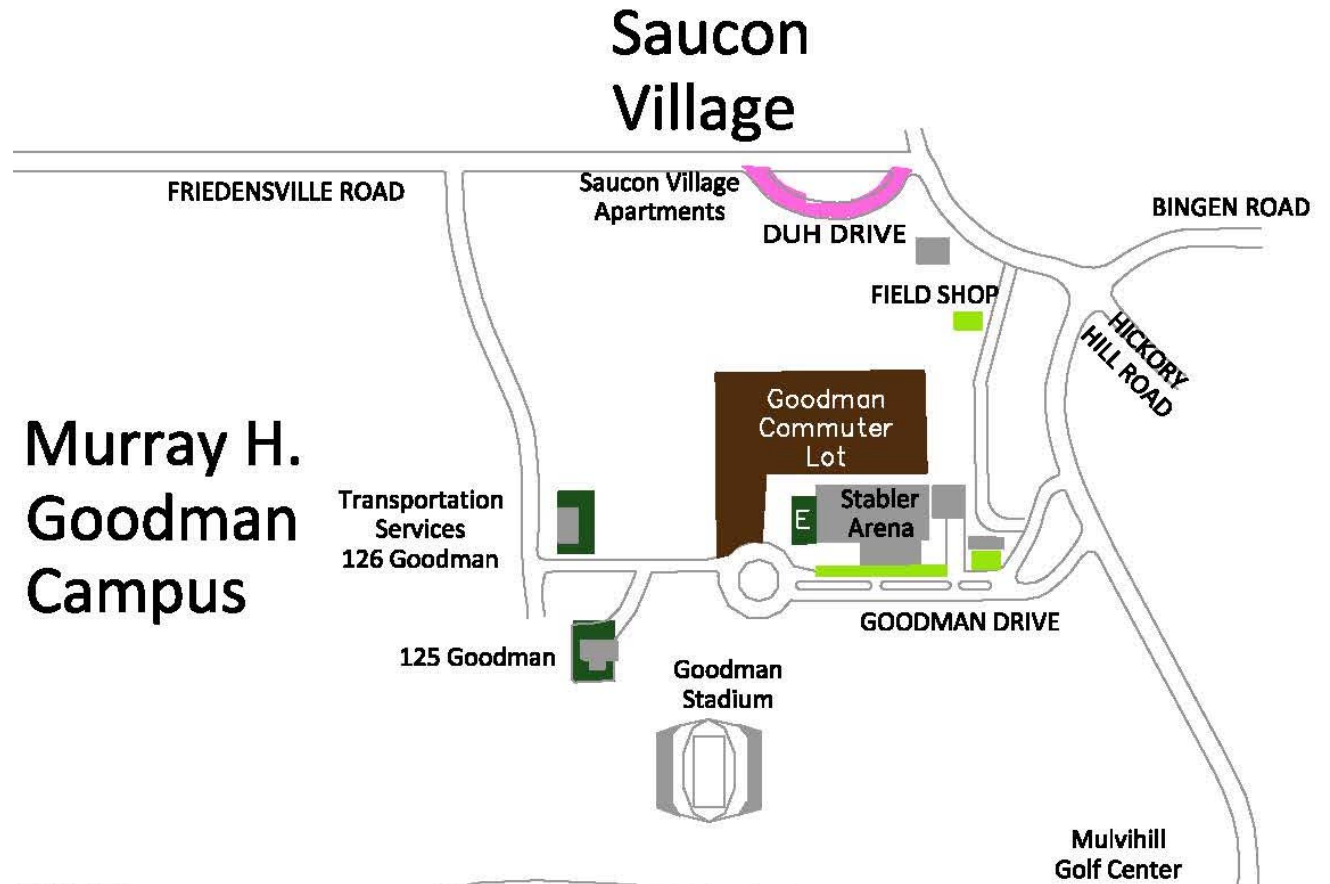 Saucon
Village
FRIEDENSVILLE ROAD
Saucon Village
Apartments
DUH DRIVE
BINGEN ROAD
FIELD SHOP
HICKORY
HILL ROAD
Goodman
Commuter
Lot
Murray H.
Goodman
Campus
Transportation
Services
126 Goodman
E
Stabler
Arena
GOODMAN DRIVE
125 Goodman
Goodman
Stadium
Mulvihill
Golf Center